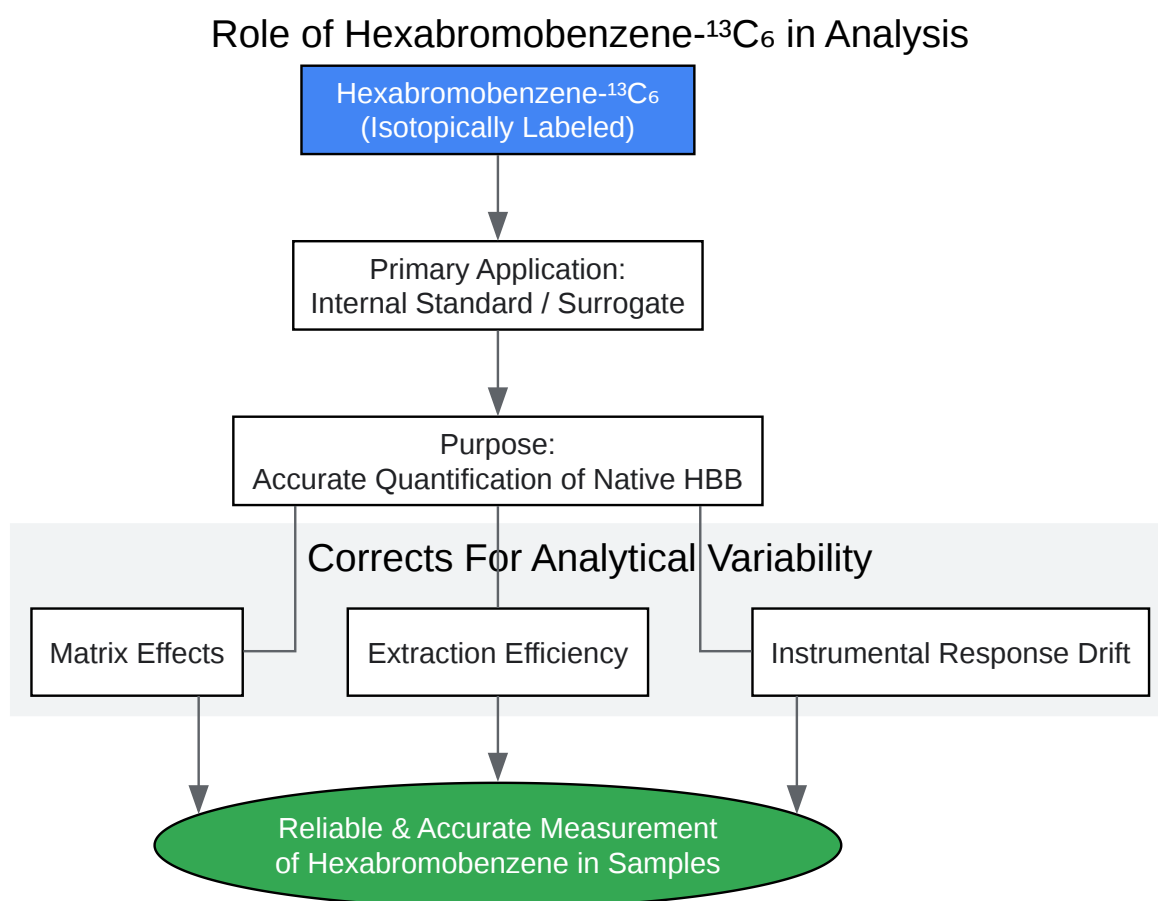 Role of Hexabromobenzene-¹³C₆ in Analysis
Hexabromobenzene-¹³C₆
(Isotopically Labeled)
Primary Application:
Internal Standard / Surrogate
Purpose:
Accurate Quantification of Native HBB
Corrects For Analytical Variability
Matrix Effects
Extraction Efficiency
Instrumental Response Drift
Reliable & Accurate Measurement
of Hexabromobenzene in Samples